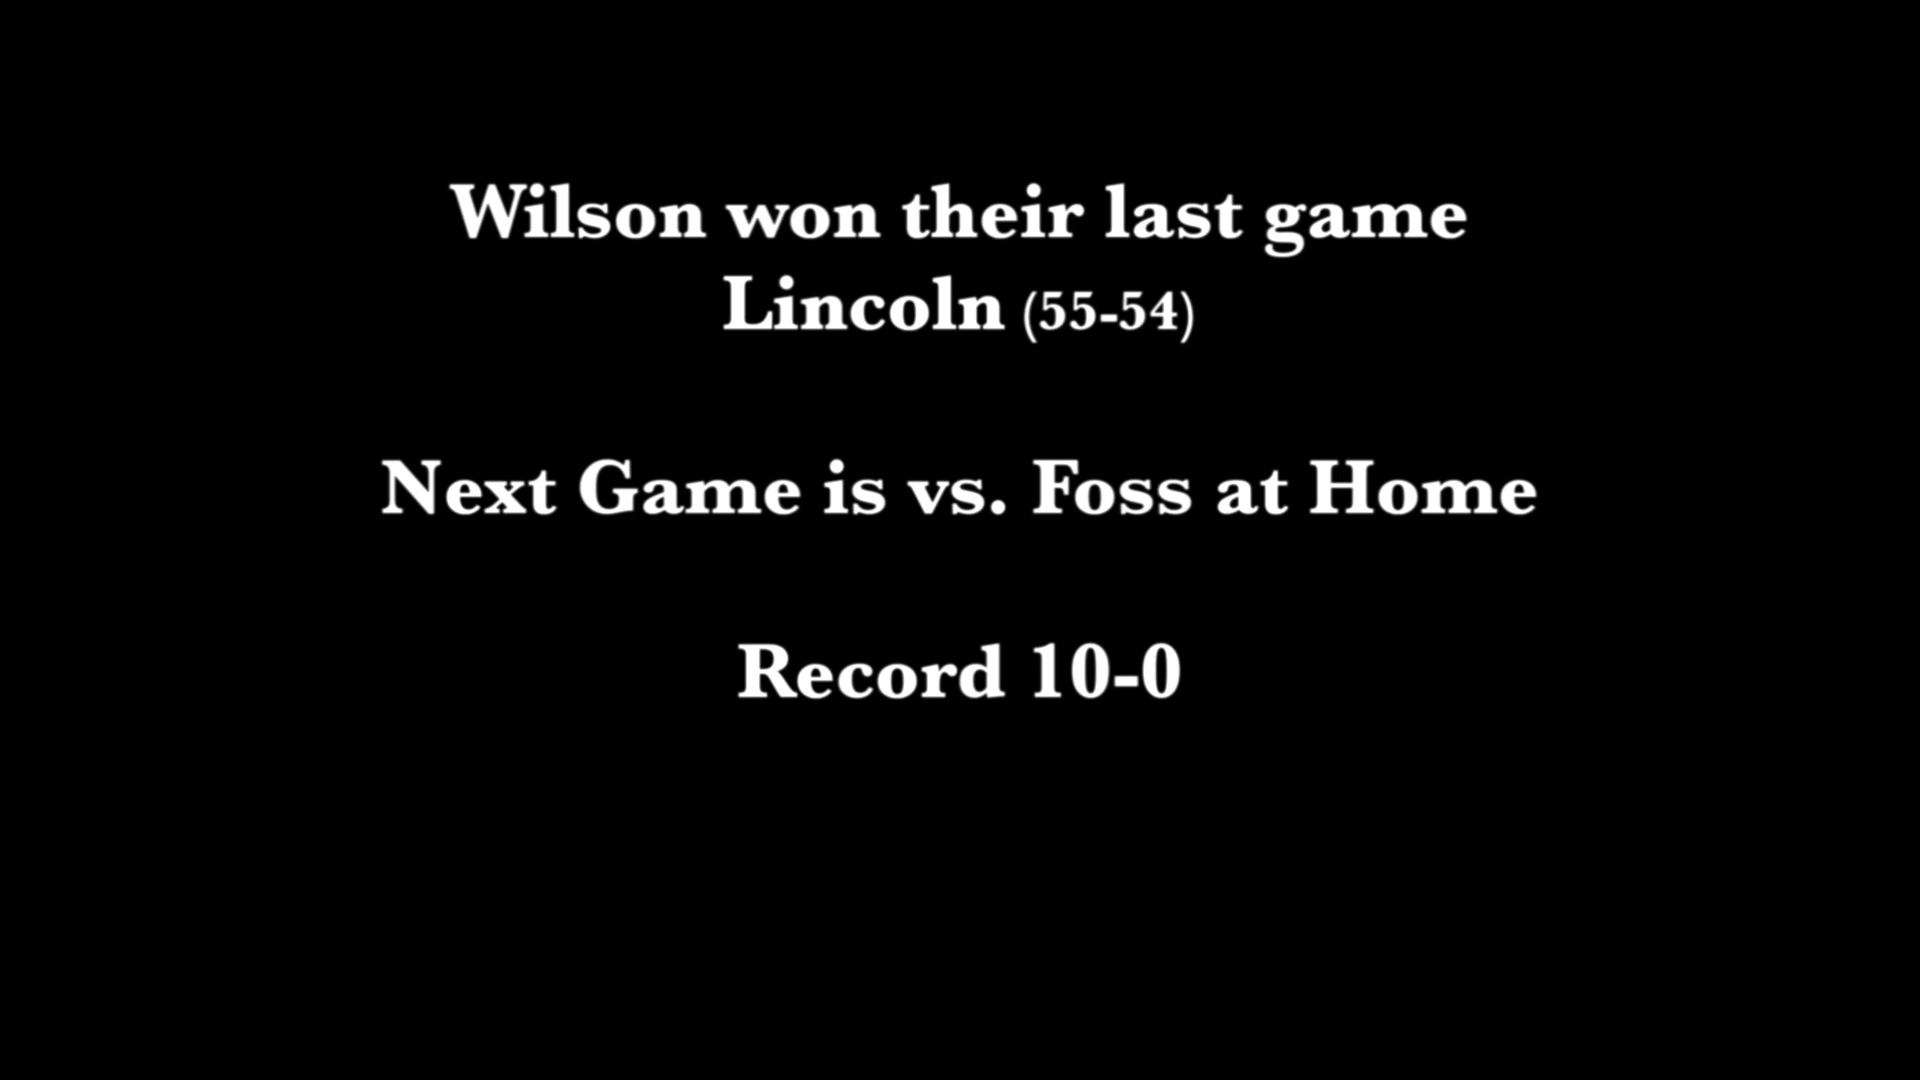 Wilson won their last game
Lincoln (55-54)
Next Game is vs. Foss at Home
Record 10-0